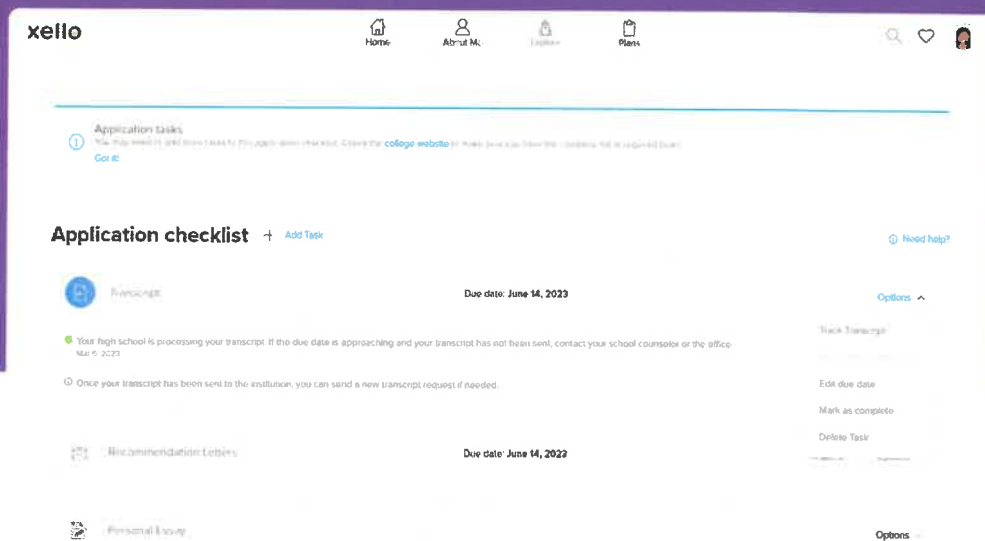 xello
Home
About Me
Explore
Plans
Application tasks
college website
Got it!
Application checklist + Add Task
Need help?
Transcript
Due date: June 14, 2023
Options
Your high school is processing your transcript. If the due date is approaching and your transcript has not been sent, contact your school counselor or the office.
Mar 6, 2023
Track Transcript
Once your transcript has been sent to the institution, you can send a new transcript request if needed.
Edit due date
Mark as complete
Delete Task
Recommendation Letters
Due date: June 14, 2023
Personal Essay
Options